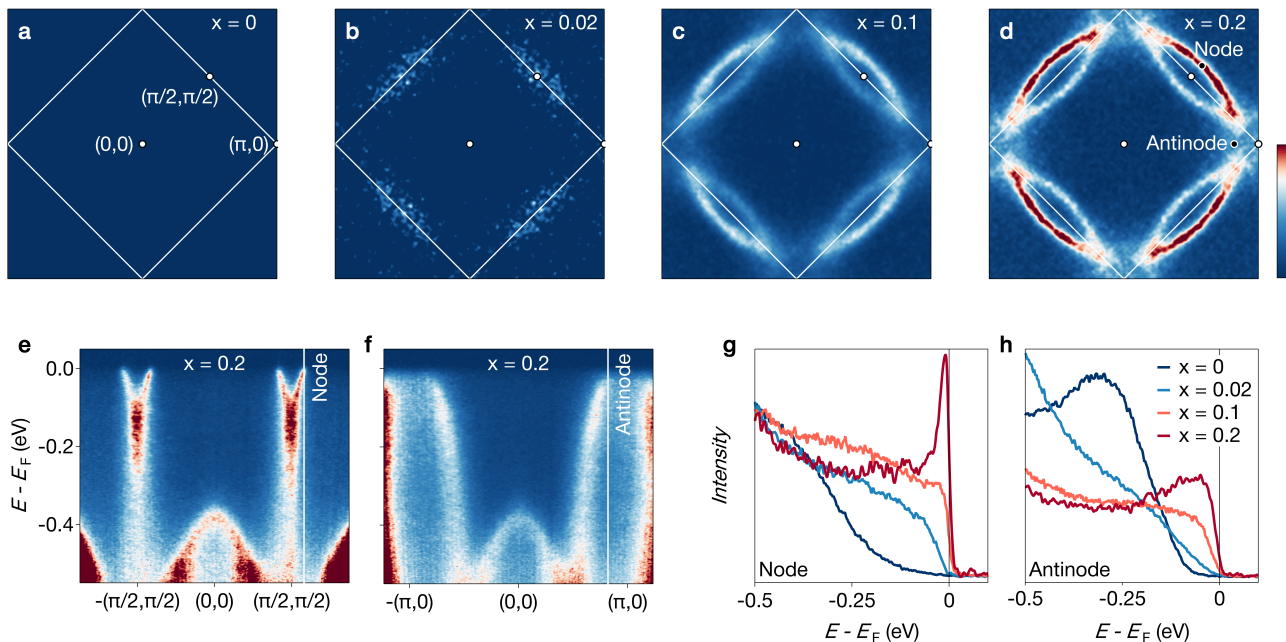 a
x = 0
(π/2,π/2)
(0,0)
(π,0)
b
x = 0.02
c
x = 0.1
d
x = 0.2
Node
Antinode
e
x = 0.2
Node
0.0
-0.2
-0.4
E - E_F (eV)
-(π/2,π/2)
(0,0)
(π/2,π/2)
f
x = 0.2
Antinode
-(π,0)
(0,0)
(π,0)
g
Intensity
Node
-0.5
-0.25
0
E - E_F (eV)
h
x = 0
x = 0.02
x = 0.1
x = 0.2
Antinode
-0.5
-0.25
0
E - E_F (eV)